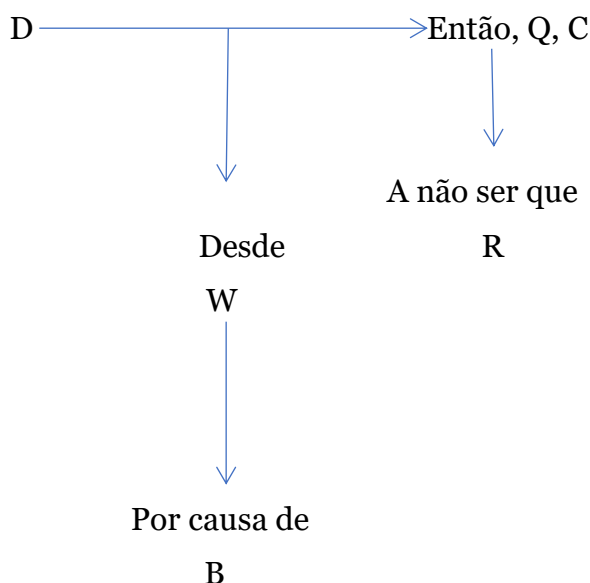 D Então, Q, C
A não ser que
Desde R
W
Por causa de
B